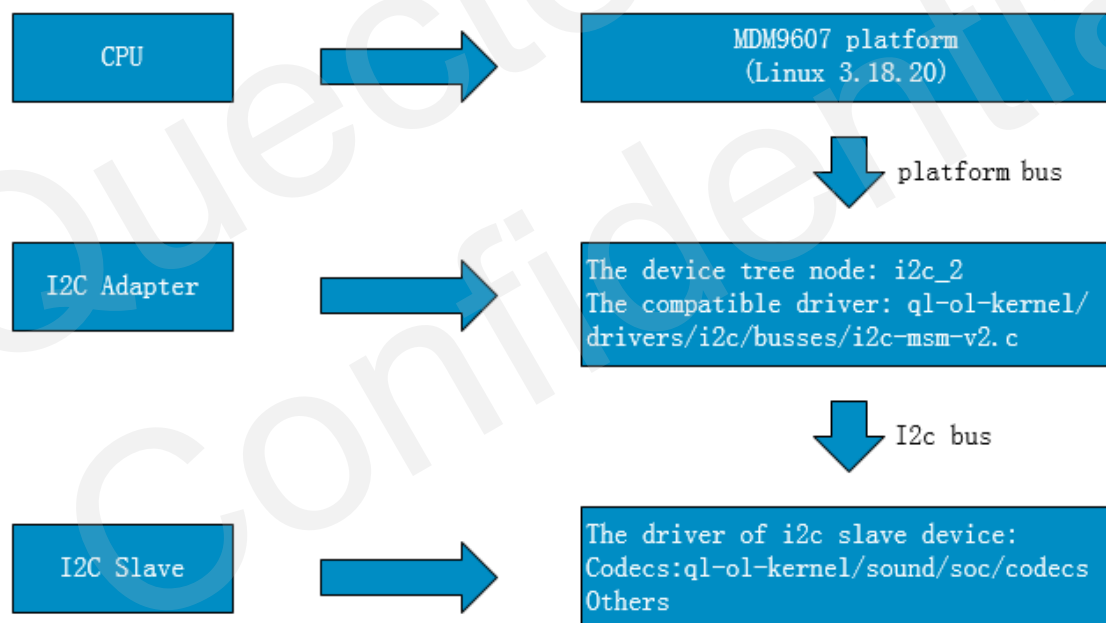 CPU
MDM9607 platform
(Linux 3.18.20)
platform bus
I2C Adapter
The device tree node: i2c_2
The compatible driver: ql-ol-kernel/
drivers/i2c/busses/i2c-msm-v2.c
I2c bus
I2C Slave
The driver of i2c slave device:
Codecs:ql-ol-kernel/sound/soc/codecs
Others